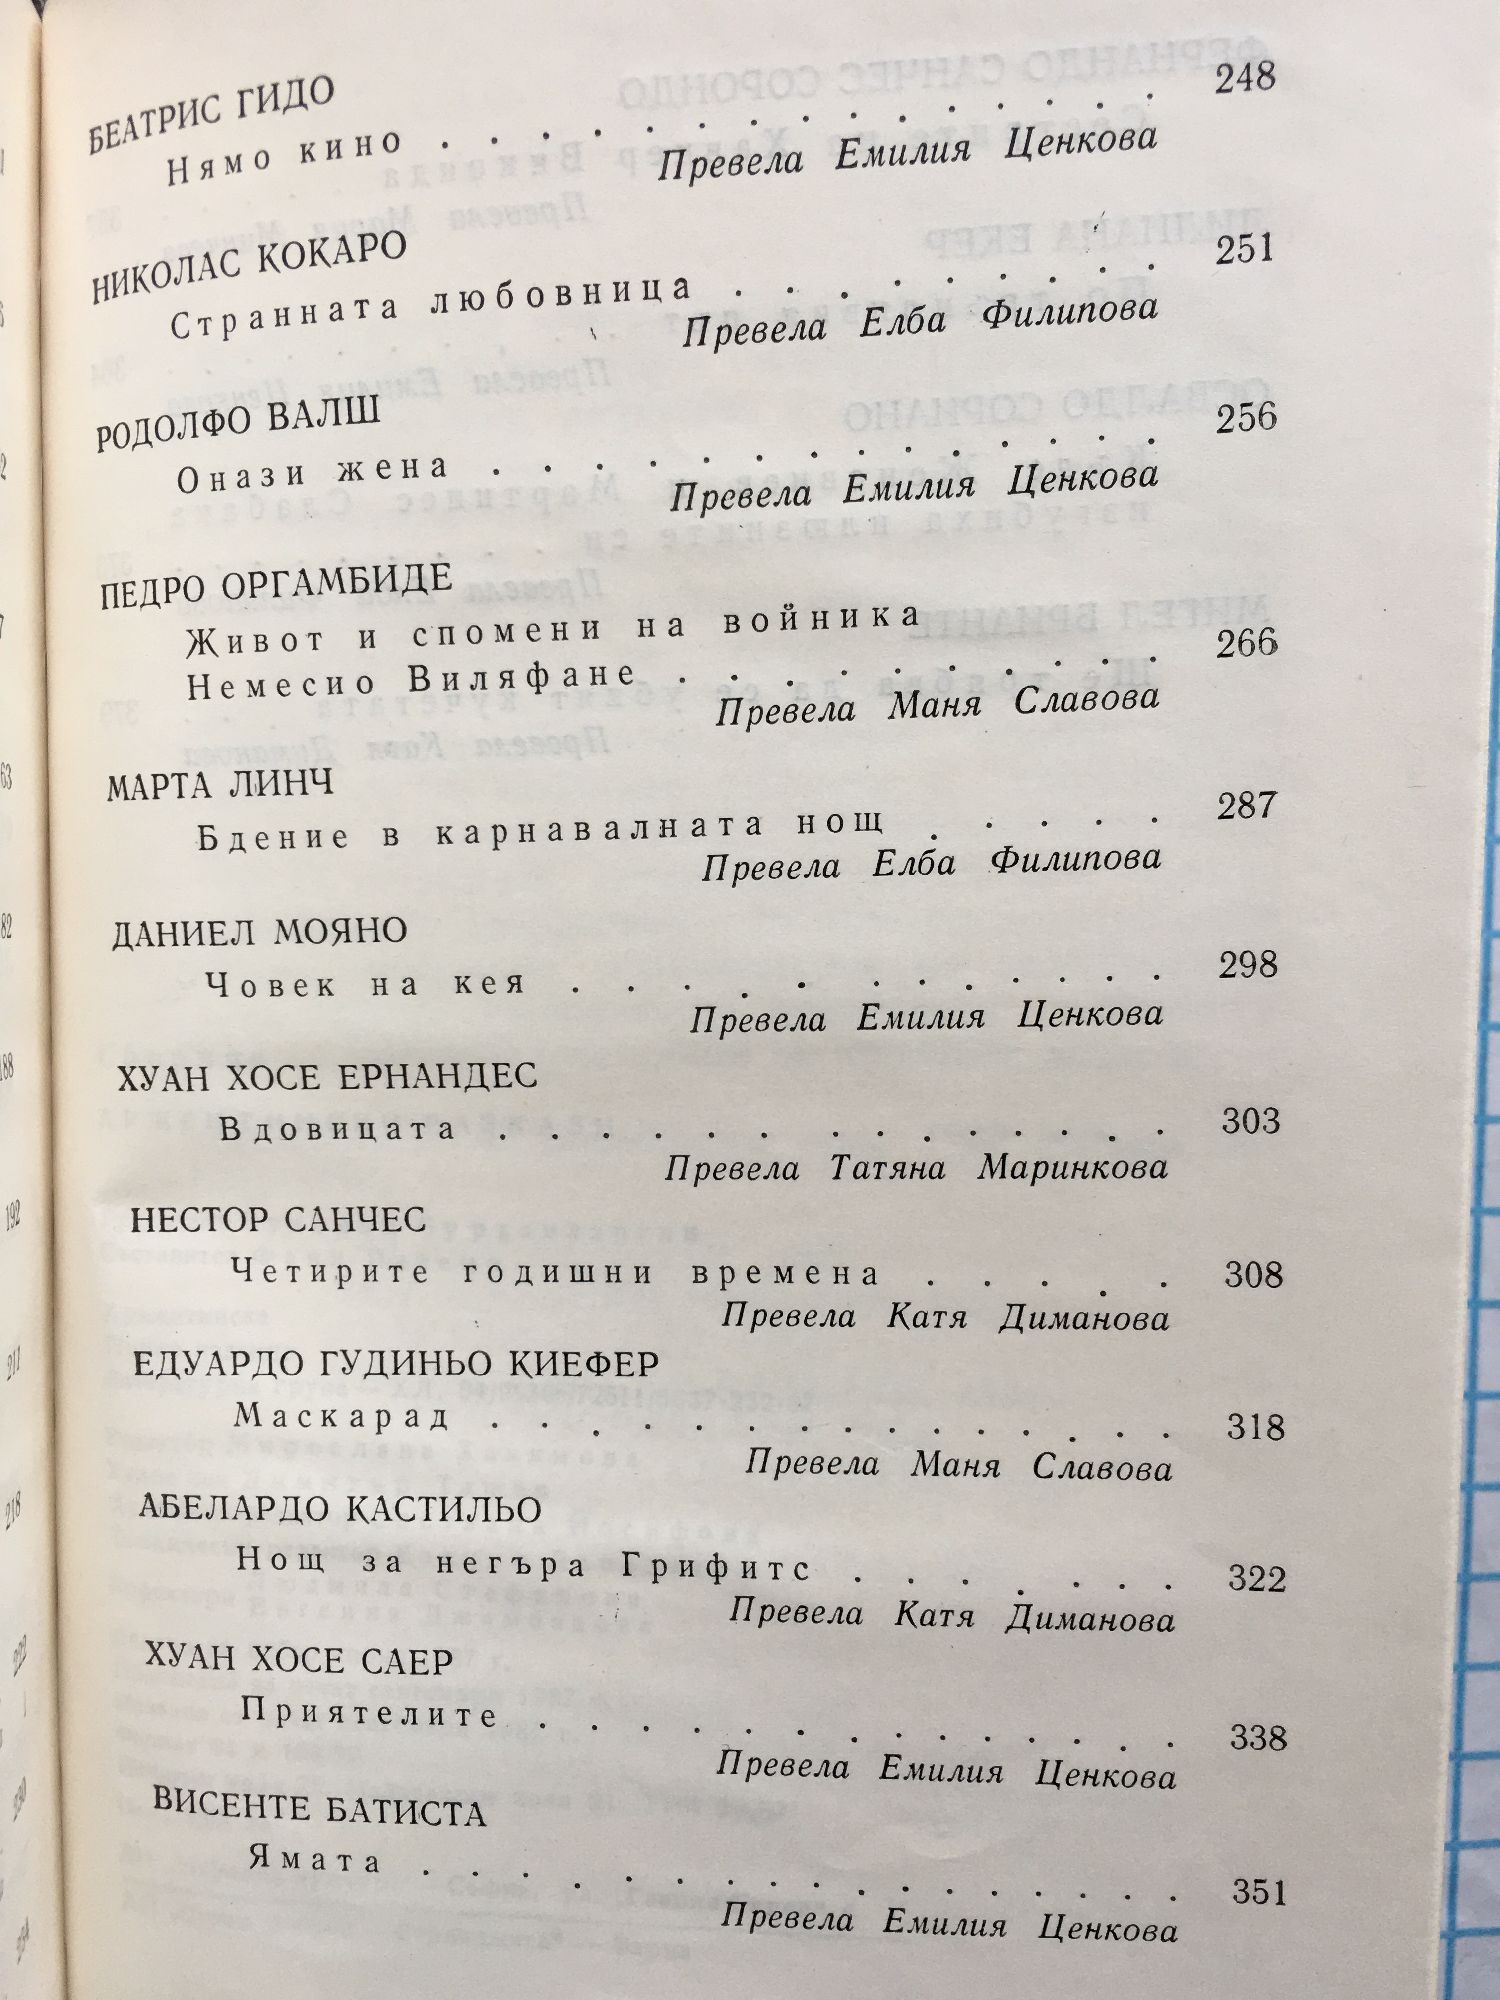 БЕАТРИС ГИДО
Нямо кино . . . . . . . . . . . . . . 248
Превела Емилия Ценкова
НИКОЛАС КОКАРО
Странната любовница . . . . . . . . . 251
Превела Елба Филипова
РОДОЛФО ВАЛШ
Онази жена . . . . . . . . . . . . . 256
Превела Емилия Ценкова
ПЕДРО ОРГАМБИДЕ
Живот и спомени на войника
Немесио Виляфане . . . . . . . . . . 266
Превела Маня Славова
МАРТА ЛИНЧ
Бдение в карнавалната нощ . . . . . 287
Превела Елба Филипова
ДАНИЕЛ МОЯНО
Човек на кея . . . . . . . . . . . 298
Превела Емилия Ценкова
ХУАН ХОСЕ ЕРНАНДЕС
Вдовицата . . . . . . . . . . . . . 303
Превела Татяна Маринкова
НЕСТОР САНЧЕС
Четирите годишни времена . . . . . 308
Превела Катя Диманова
ЕДУАРДО ГУДИНЬО КИЕФЕР
Маскарад . . . . . . . . . . . . . 318
Превела Маня Славова
АБЕЛАРДО КАСТИЛЬО
Нощ за негъра Грифитс . . . . . . . 322
Превела Катя Диманова
ХУАН ХОСЕ САЕР
Приятелите . . . . . . . . . . . . . 338
Превела Емилия Ценкова
ВИСЕНТЕ БАТИСТА
Ямата . . . . . . . . . . . . . . . 351
Превела Емилия Ценкова